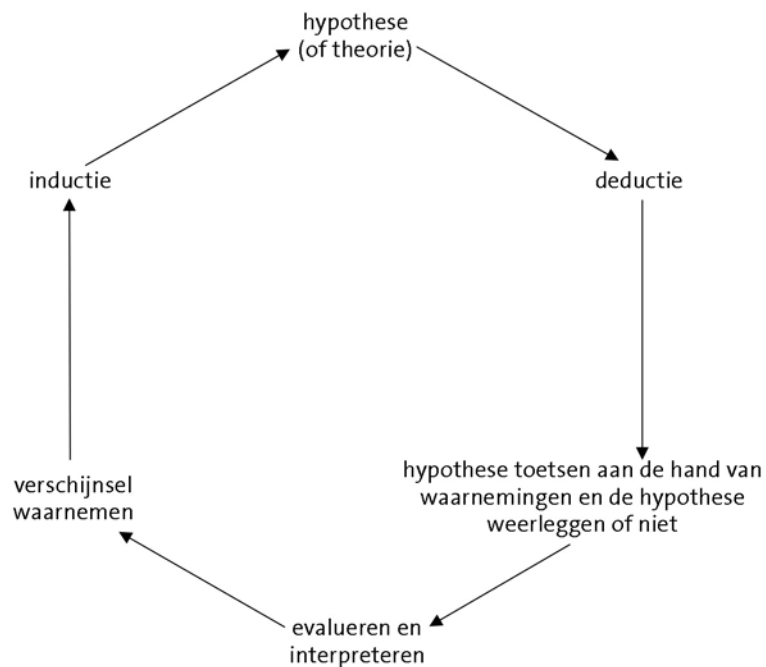 hypothese
(of theorie)
inductie
deductie
verschijnsel
waarnemen
hypothese toetsen aan de hand van
waarnemingen en de hypothese
weerleggen of niet
evalueren en
interpreteren